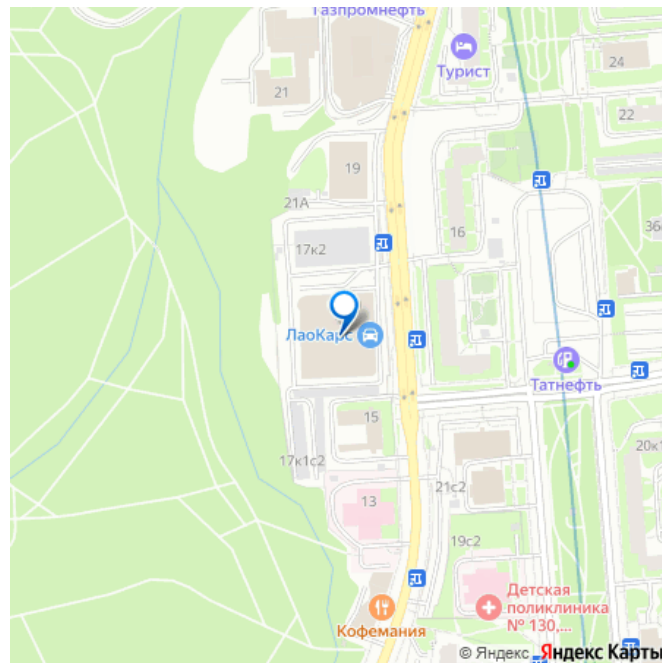 Газпромнефть
Турист
24
21
22
19
21А
16
36
17к2
ЛаоКарс
Татнефть
15
20к1
17к1с2
21с2
13
19с2
Детская
поликлиника
№ 130,...
Кофемания
© Яндекс Яндекс Карты